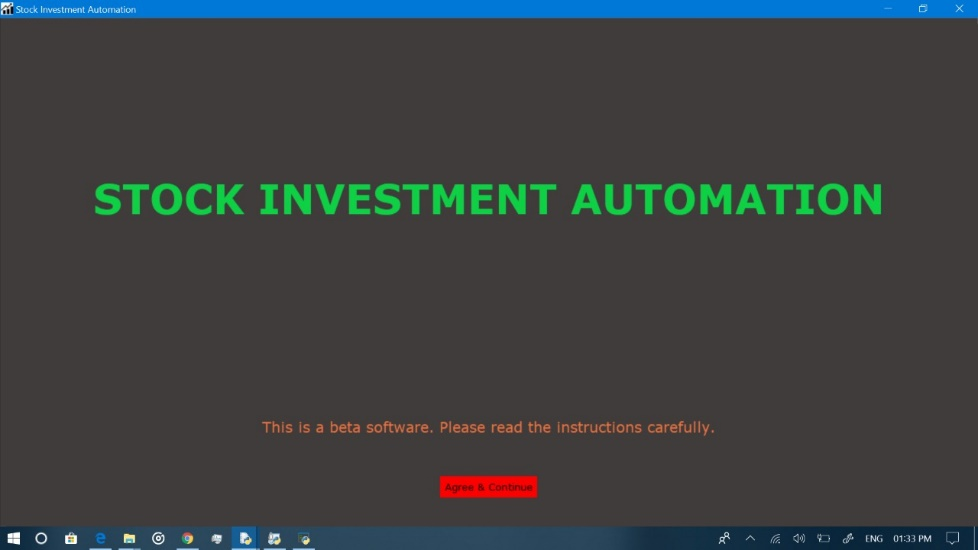 Stock Investment Automation
STOCK INVESTMENT AUTOMATION
This is a beta software. Please read the instructions carefully.
Agree & Continue
ENG 01:33 PM